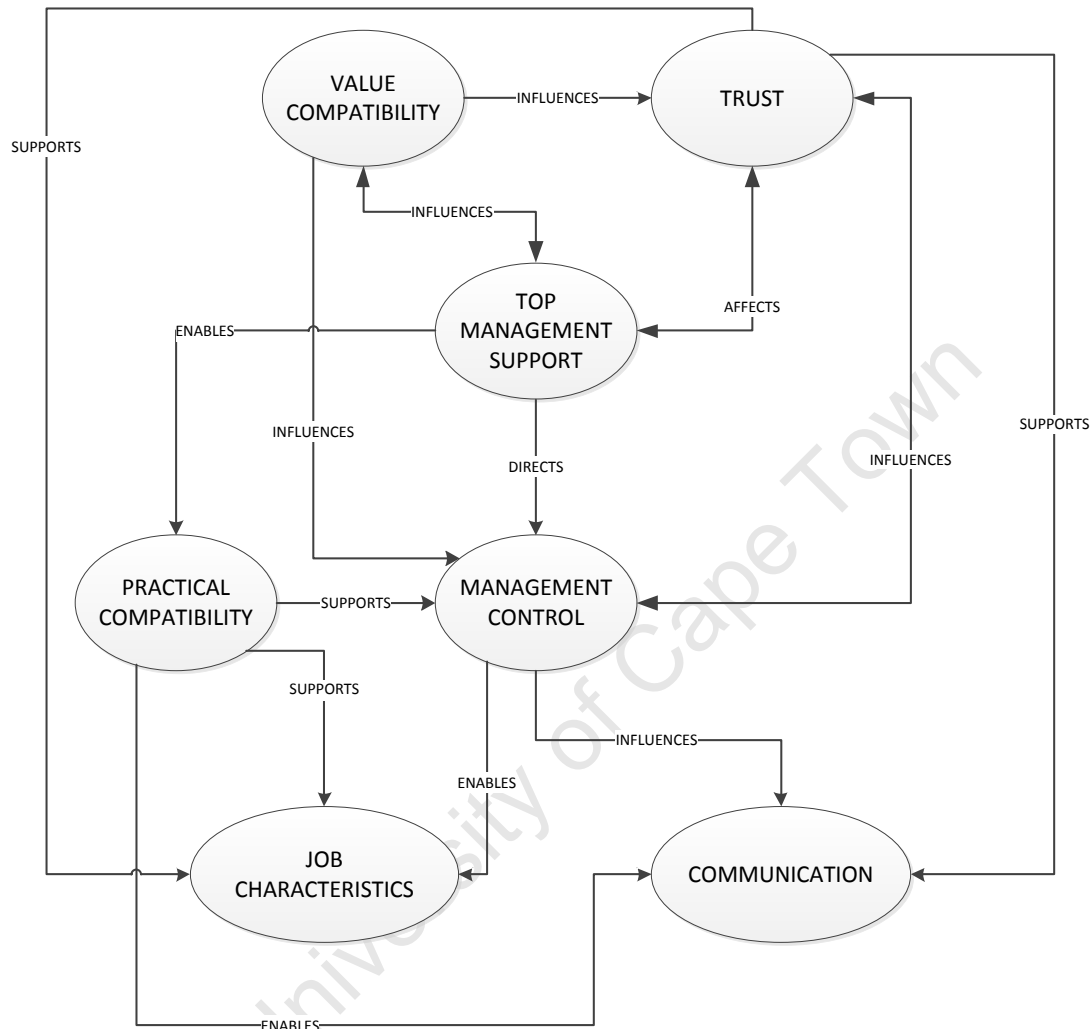 VALUE
COMPATIBILITY
INFLUENCES
TRUST
SUPPORTS
INFLUENCES
TOP
MANAGEMENT
SUPPORT
AFFECTS
ENABLES
INFLUENCES
DIRECTS
INFLUENCES
SUPPORTS
PRACTICAL
COMPATIBILITY
SUPPORTS
MANAGEMENT
CONTROL
SUPPORTS
INFLUENCES
ENABLES
JOB
CHARACTERISTICS
COMMUNICATION
ENABLES
University of Cape Town